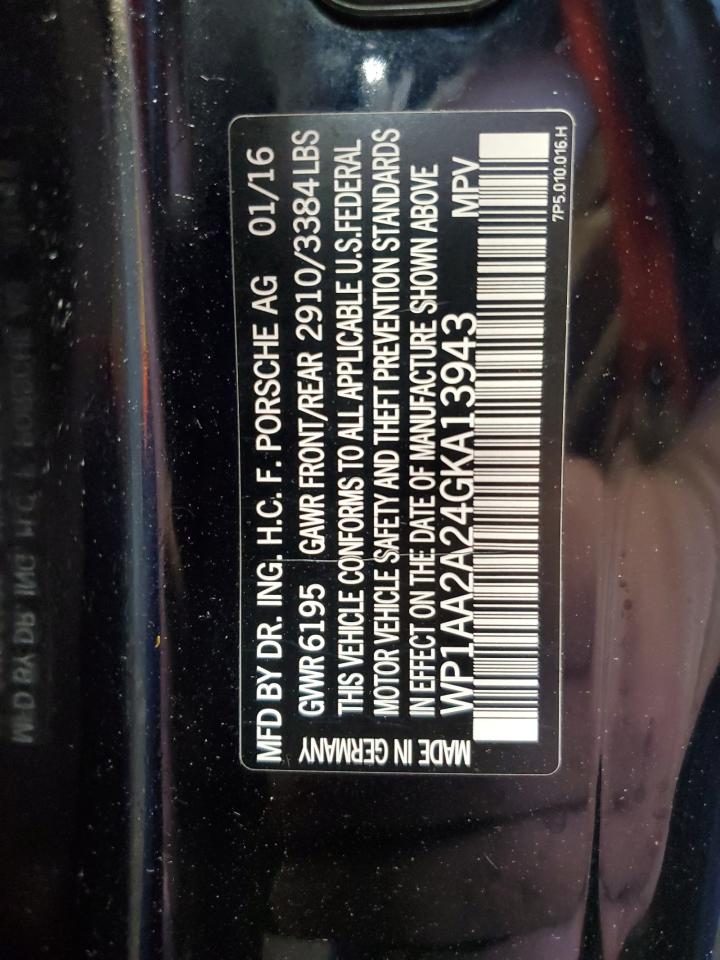 MFD BY DR. ING. H.C. F. PORSCHE AG 01/16
GVWR 6195 GAWR FRONT/REAR 2910/3384 LBS
THIS VEHICLE CONFORMS TO ALL APPLICABLE U.S. FEDERAL
MOTOR VEHICLE SAFETY AND THEFT PREVENTION STANDARDS
IN EFFECT ON THE DATE OF MANUFACTURE SHOWN ABOVE
WP1AA2A24GKA13943 MPV
MADE IN GERMANY
7P5.010.016.H